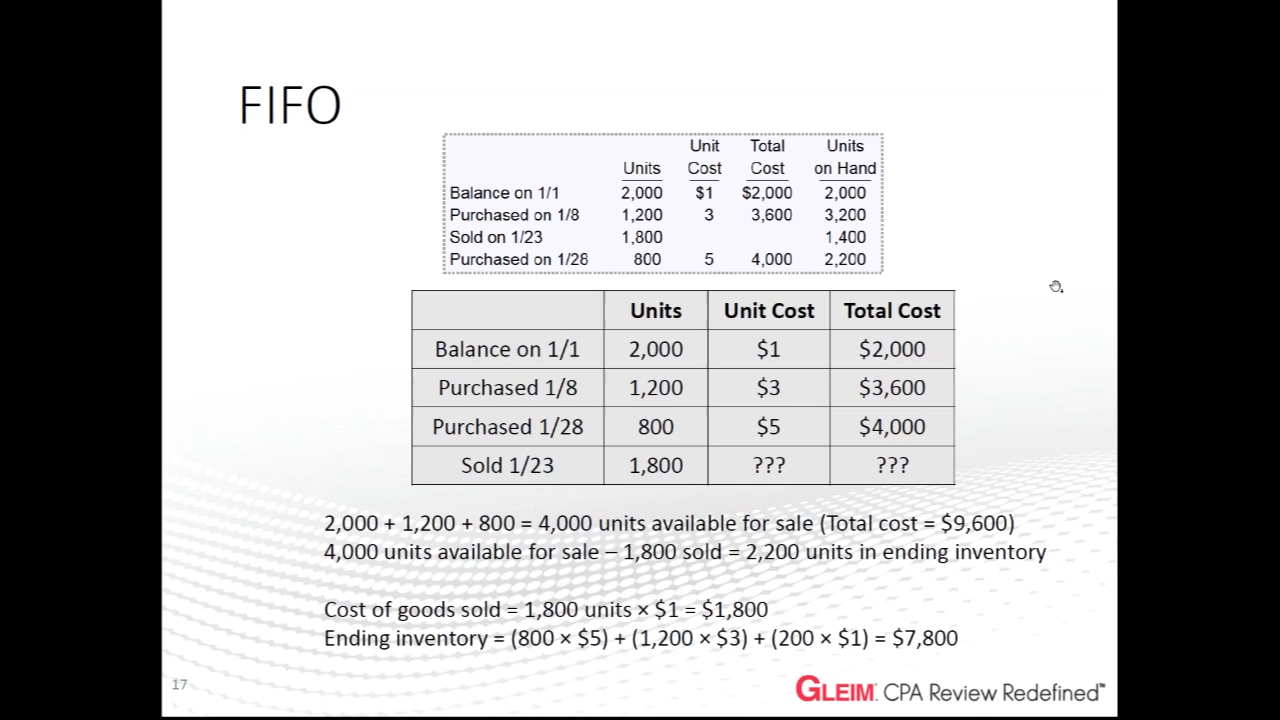 FIFO
Unit Total Units
Units Cost Cost on Hand
Balance on 1/1 2,000 $1 $2,000 2,000
Purchased on 1/8 1,200 3 3,600 3,200
Sold on 1/23 1,800 1,400
Purchased on 1/28 800 5 4,000 2,200
Units Unit Cost Total Cost
Balance on 1/1 2,000 $1 $2,000
Purchased 1/8 1,200 $3 $3,600
Purchased 1/28 800 $5 $4,000
Sold 1/23 1,800 ??? ???
2,000 + 1,200 + 800 = 4,000 units available for sale (Total cost = $9,600)
4,000 units available for sale – 1,800 sold = 2,200 units in ending inventory
Cost of goods sold = 1,800 units × $1 = $1,800
Ending inventory = (800 × $5) + (1,200 × $3) + (200 × $1) = $7,800
17
GLEIM. CPA Review Redefined™